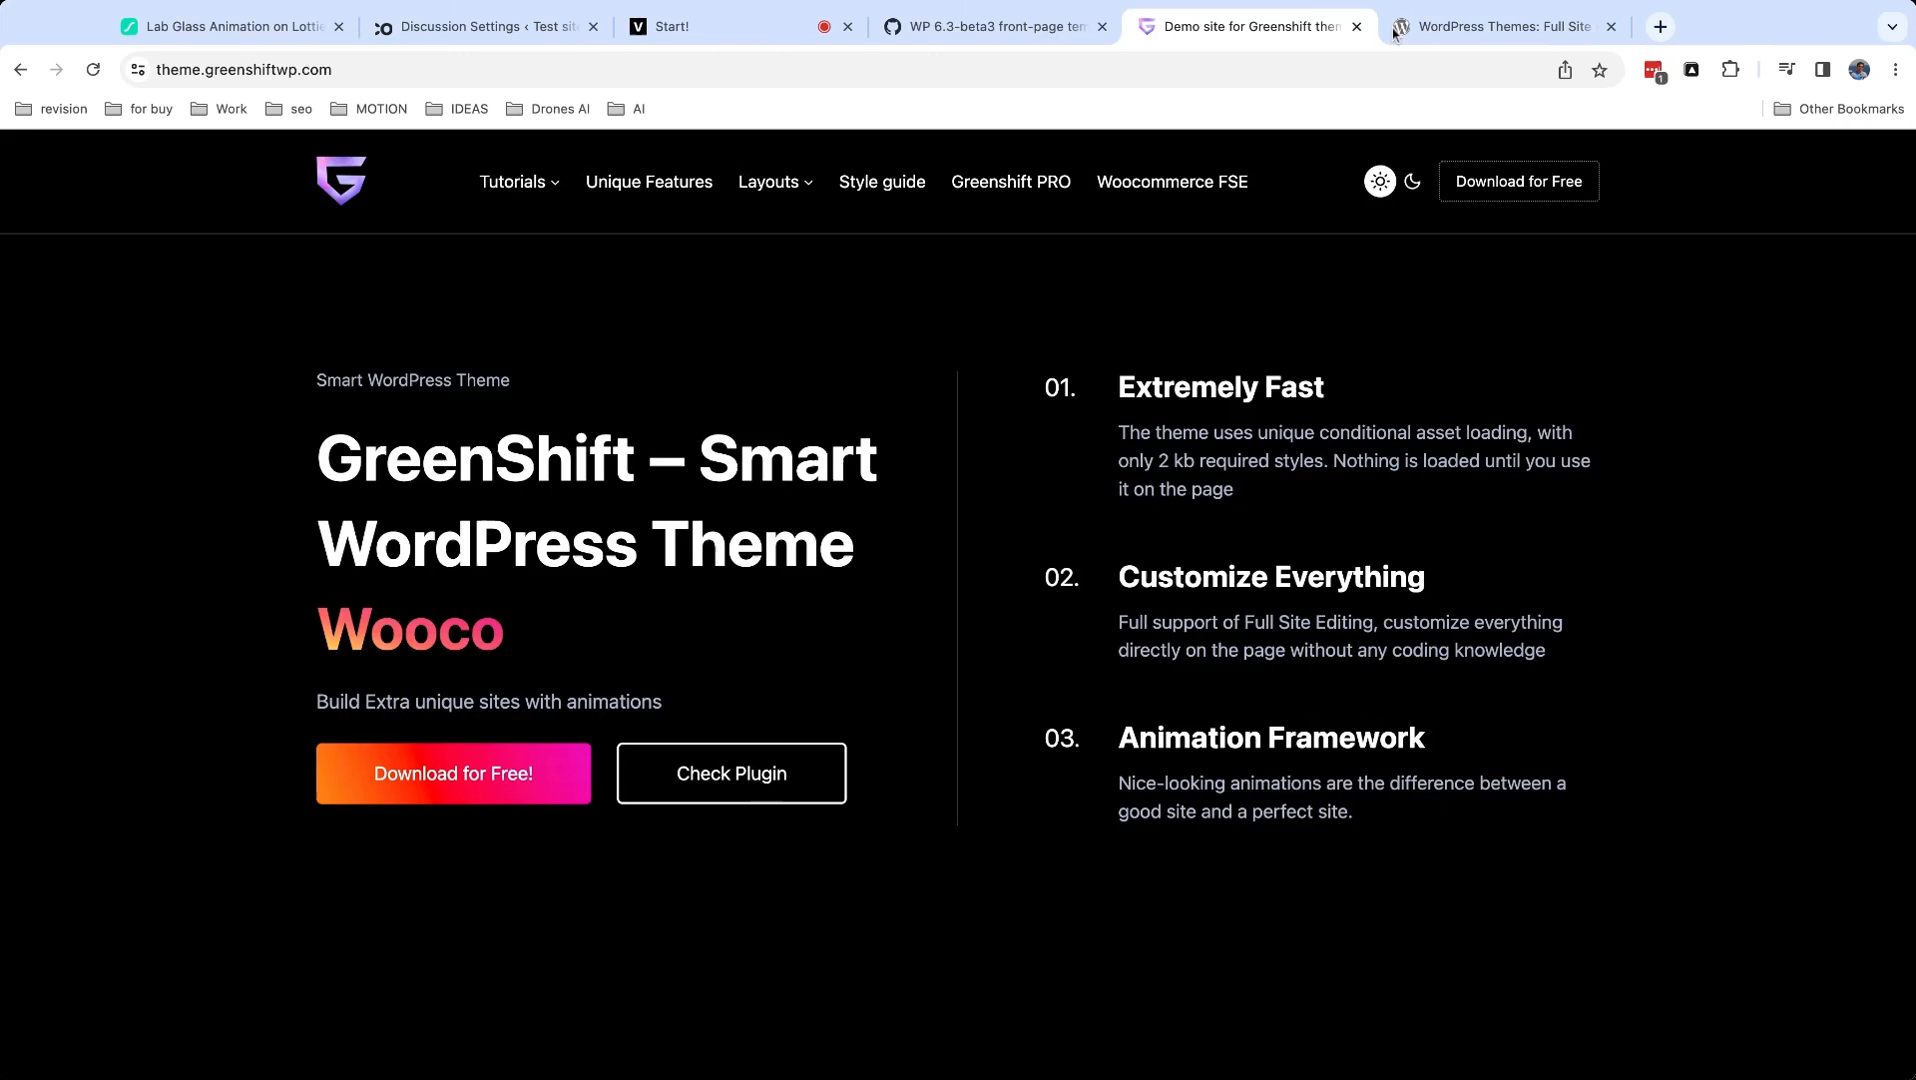 Lab Glass Animation on Lottie
Discussion Settings ‹ Test sit
Start!
WP 6.3-beta3 front-page tem
Demo site for Greenshift them
WordPress Themes: Full Site
theme.greenshiftwp.com
1
revision
for buy
Work
seo
MOTION
IDEAS
Drones AI
AI
Other Bookmarks
Tutorials
Unique Features
Layouts
Style guide
Greenshift PRO
Woocommerce FSE
Download for Free
Smart WordPress Theme
GreenShift – Smart
WordPress Theme
Wooco
Build Extra unique sites with animations
Download for Free!
Check Plugin
01.
Extremely Fast
The theme uses unique conditional asset loading, with
only 2 kb required styles. Nothing is loaded until you use
it on the page
02.
Customize Everything
Full support of Full Site Editing, customize everything
directly on the page without any coding knowledge
03.
Animation Framework
Nice-looking animations are the difference between a
good site and a perfect site.